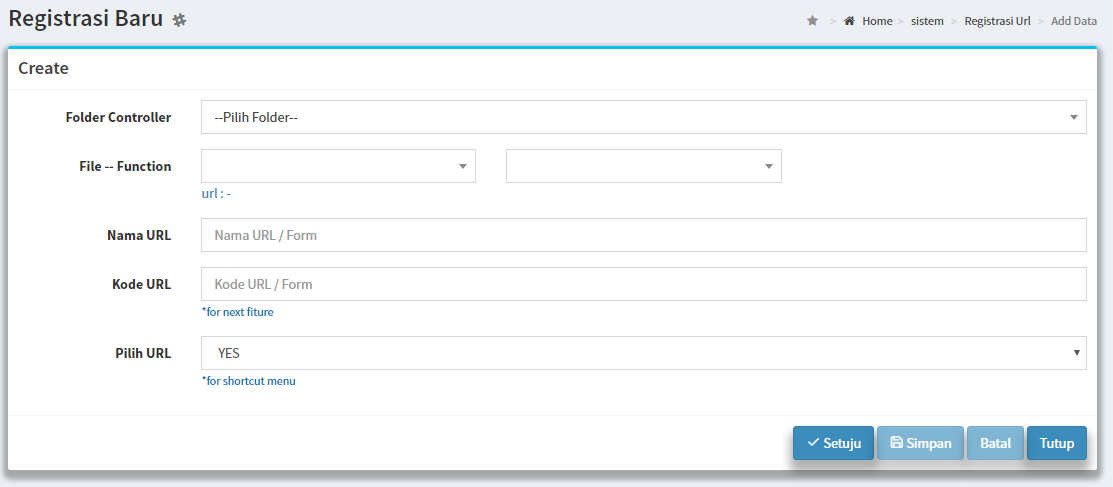 Registrasi Baru
> Home > sistem > Registrasi Url > Add Data
Create
Folder Controller
--Pilih Folder--
File -- Function
url : -
Nama URL
Nama URL / Form
Kode URL
Kode URL / Form
*for next fiture
Pilih URL
YES
*for shortcut menu
Setuju
Simpan
Batal
Tutup